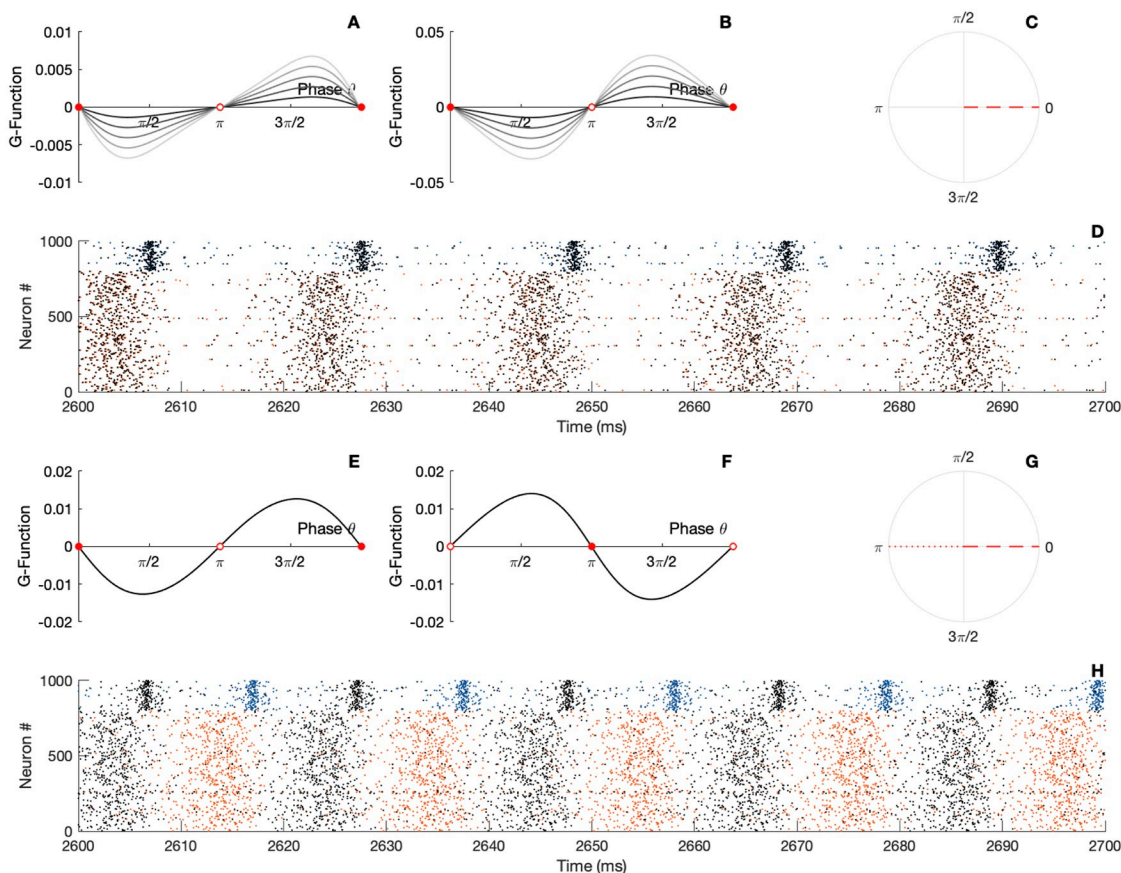 A
B
C
0.01
0.005
0
-0.005
-0.01
G-Function
Phase
π/2
π
3π/2
0.05
0
-0.05
G-Function
Phase θ
π/2
π
3π/2
π/2
π
0
3π/2
D
1000
500
0
Neuron #
2600 2610 2620 2630 2640 2650 2660 2670 2680 2690 2700
Time (ms)
E
F
G
0.02
0.01
0
-0.01
-0.02
G-Function
Phase θ
π/2
π
3π/2
0.02
0.01
0
-0.01
-0.02
G-Function
Phase θ
π/2
π
3π/2
π/2
π
0
3π/2
H
1000
500
0
Neuron #
2600 2610 2620 2630 2640 2650 2660 2670 2680 2690 2700
Time (ms)